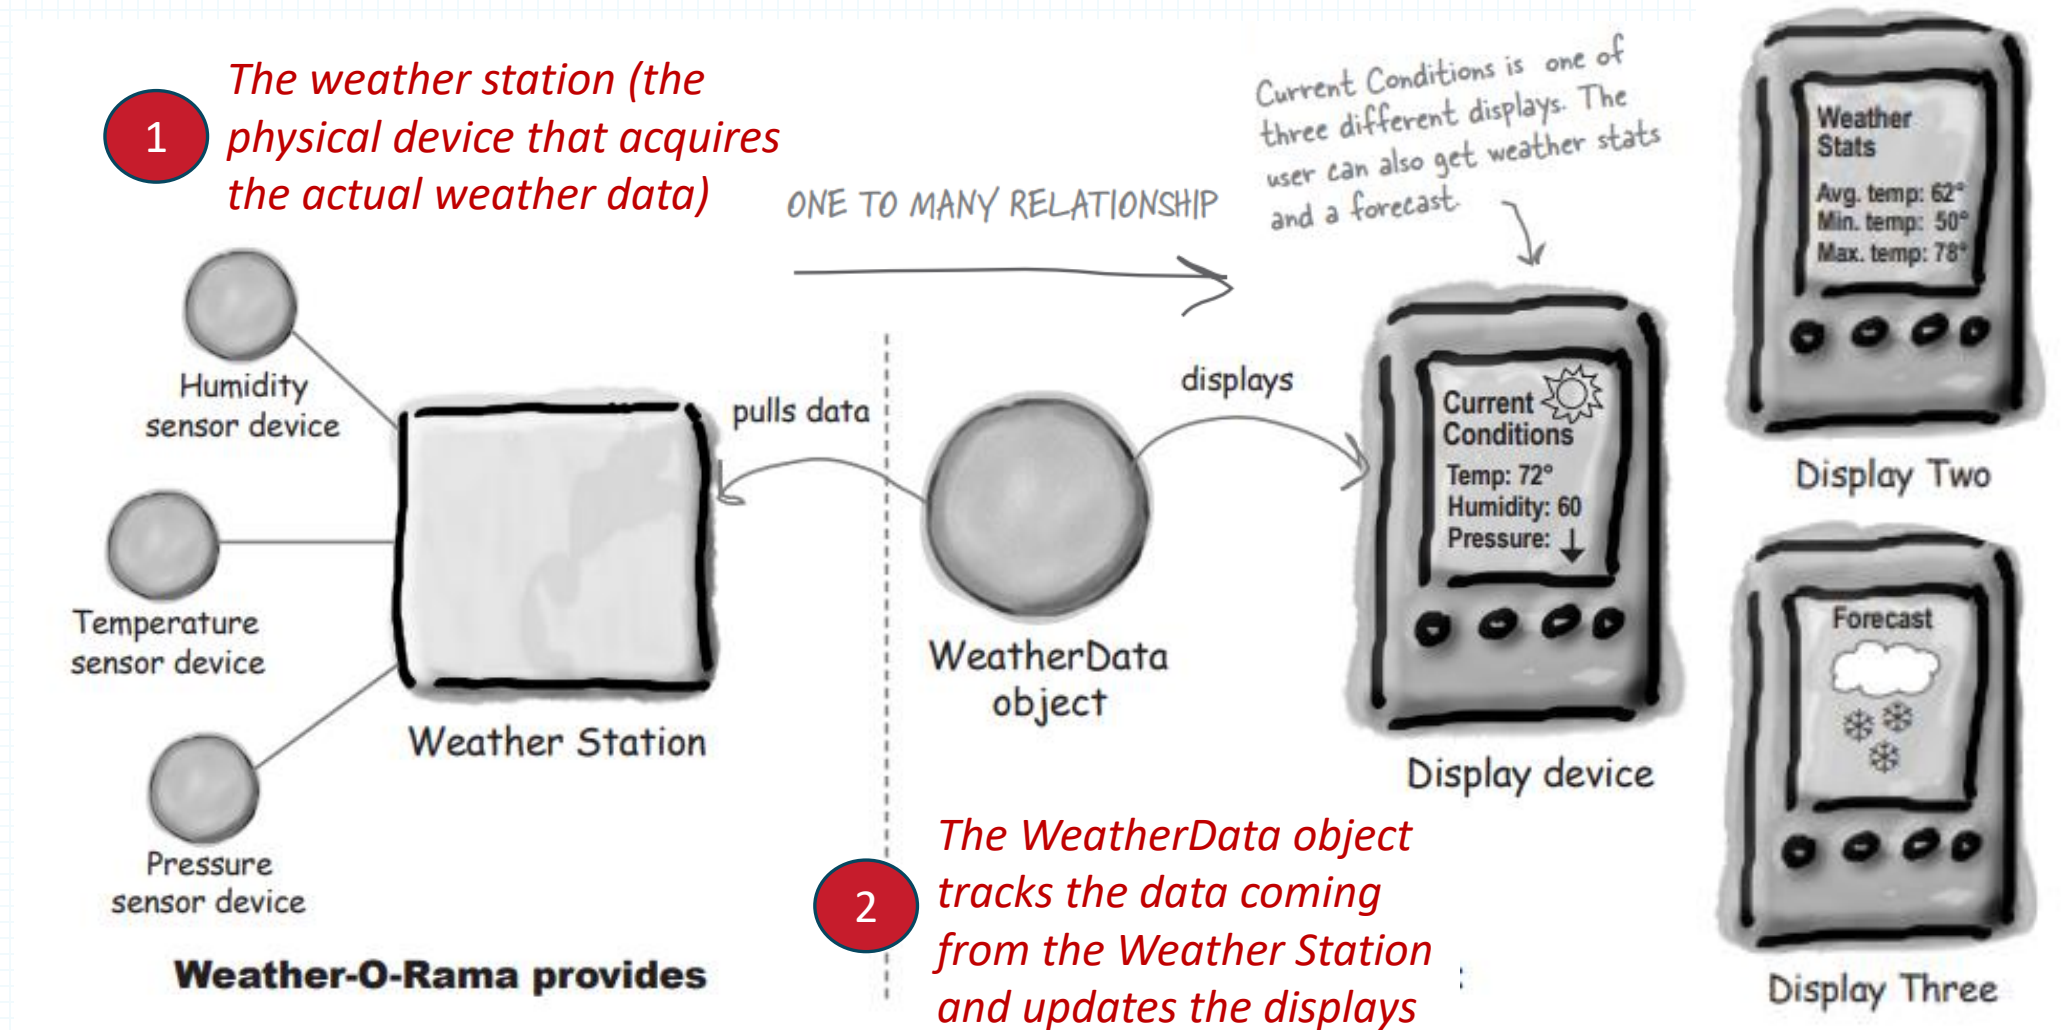 1
The weather station (the
physical device that acquires
the actual weather data)
ONE TO MANY RELATIONSHIP
Current Conditions is one of
three different displays. The
user can also get weather stats
and a forecast.
Weather
Stats
Avg. temp: 62°
Min. temp: 50°
Max. temp: 78°
Display Two
Humidity
sensor device
Temperature
sensor device
Pressure
sensor device
Weather Station
pulls data
WeatherData
object
displays
Current
Conditions
Temp: 72°
Humidity: 60
Pressure:
Display device
Forecast
Display Three
2
The WeatherData object
tracks the data coming
from the Weather Station
and updates the displays
Weather-O-Rama provides